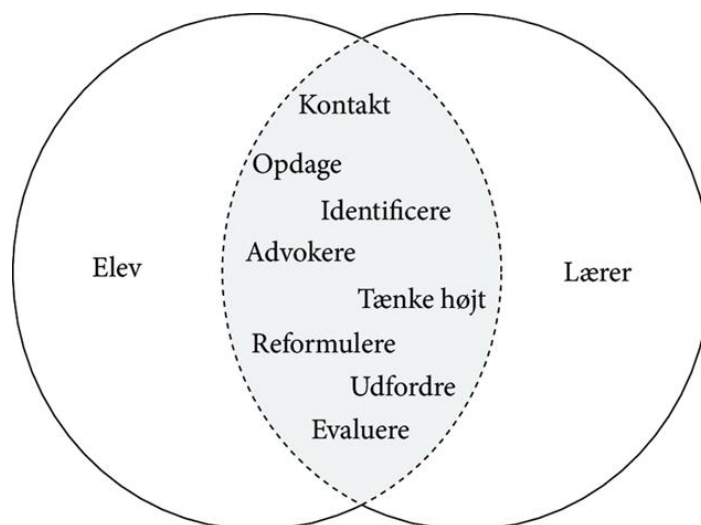 Kontakt
Opdage
Identificere
Advokere
Elev
Lærer
Tænke højt
Reformulere
Udfordre
Evaluere